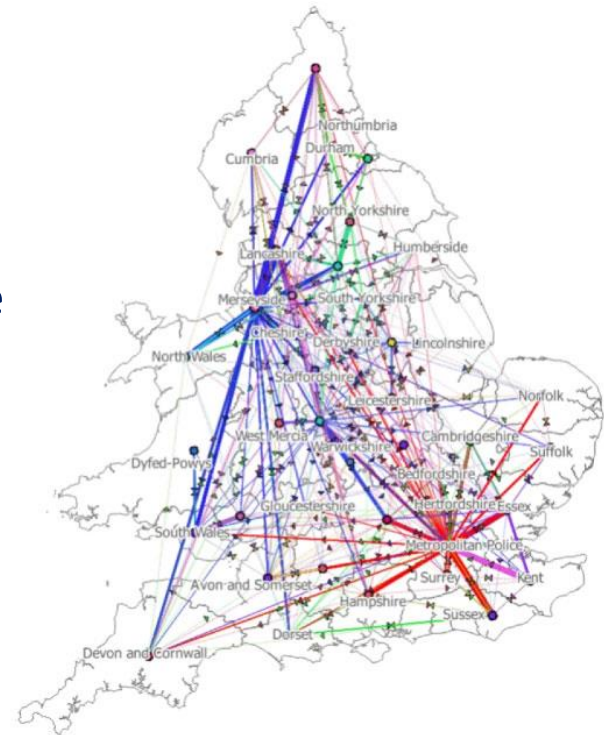 Northumbria
Durham
Cumbria
North Yorkshire
Humberside
Lancashire
e
Merseyside
South Yorkshire
Cheshire
Derbyshire
Lincolnshire
North Wales
Staffordshire
Leicestershire
Norfolk
West Mercia
Cambridgeshire
Warwickshire
Suffolk
Dyfed-Powys
Bedfordshire
Gloucestershire
Hertfordshire
Essex
South Wales
Metropolitan Police
Avon and Somerset
Surrey
Kent
Hampshire
Sussex
Dorset
Devon and Cornwall